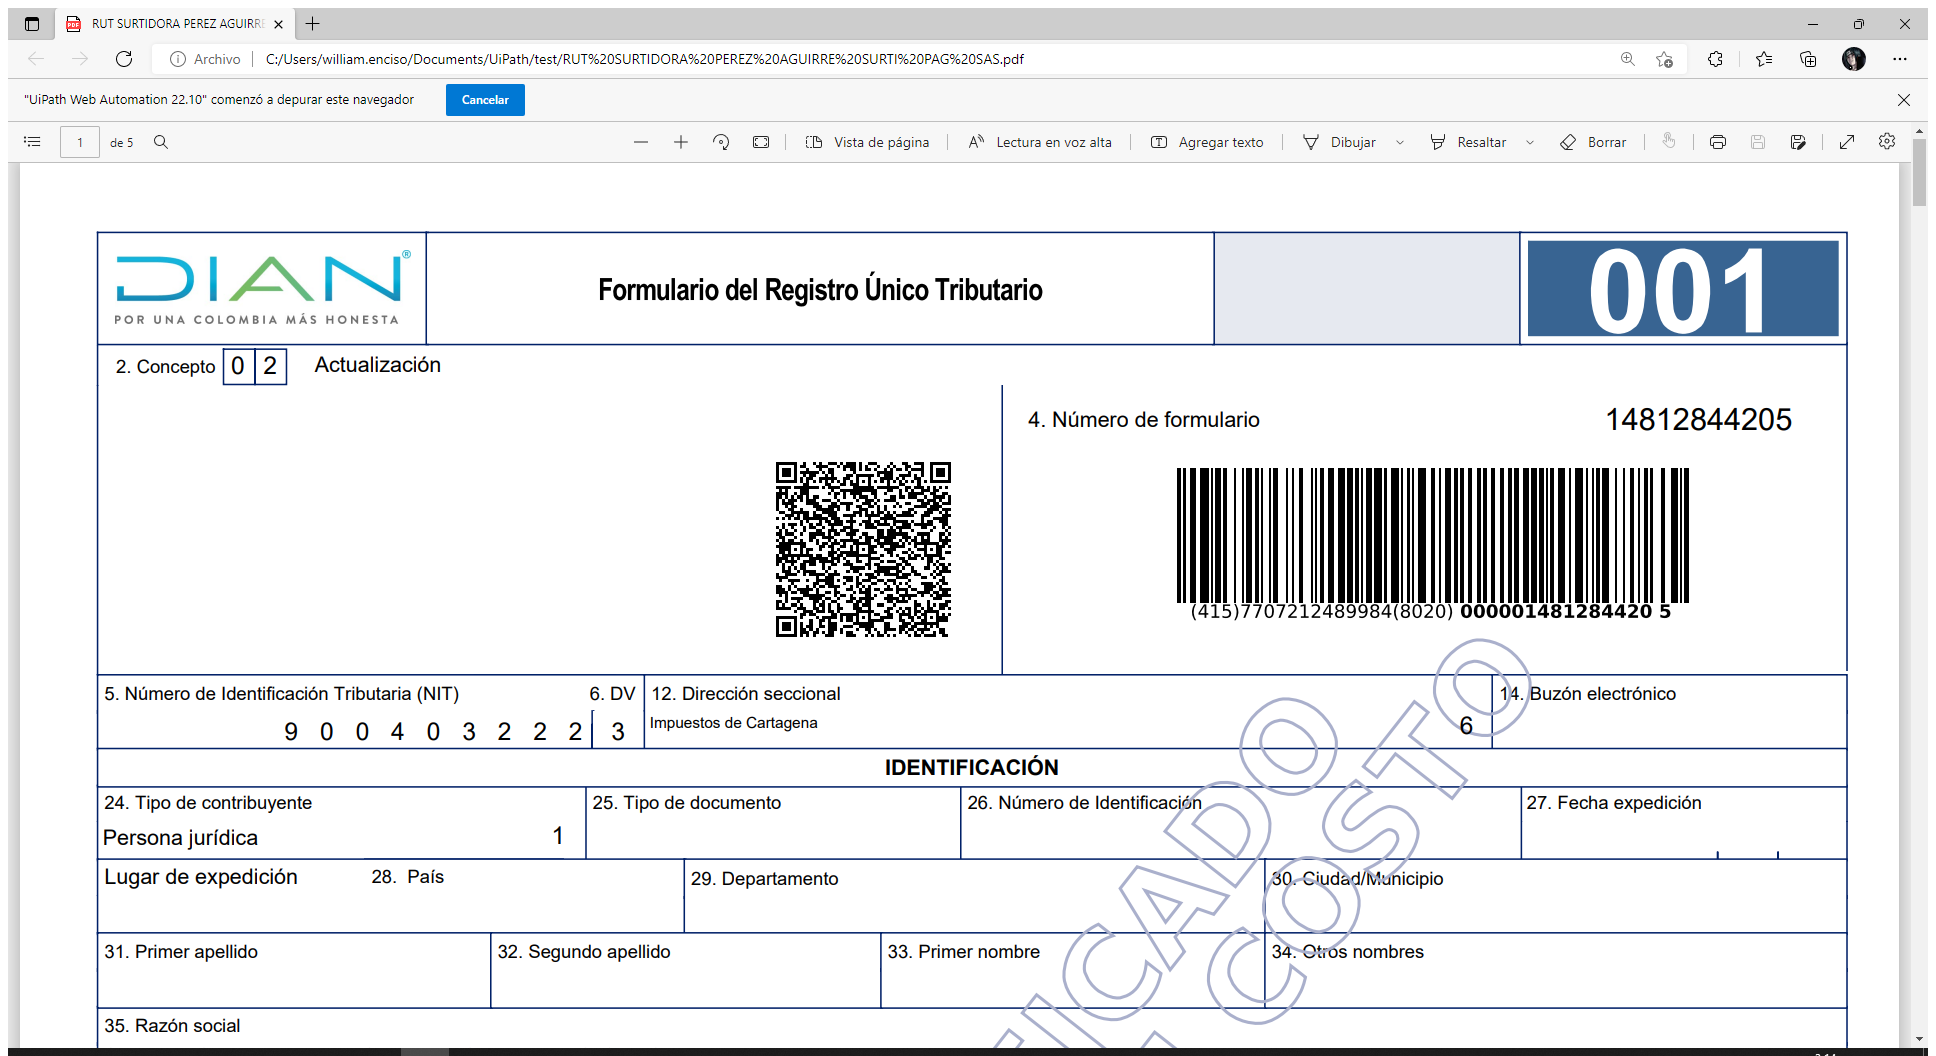 RUT SURTIDORA PEREZ AGUIRRE
Archivo C:/Users/william.enciso/Documents/UiPath/test/RUT%20SURTIDORA%20PEREZ%20AGUIRRE%20SURTI%20PAG%20SAS.pdf
"UiPath Web Automation 22.10" comenzó a depurar este navegador Cancelar
1 de 5 Vista de página Lectura en voz alta Agregar texto Dibujar Resaltar Borrar
DIAN®
POR UNA COLOMBIA MÁS HONESTA
Formulario del Registro Único Tributario
001
2. Concepto 0 2 Actualización
4. Número de formulario 14812844205
(415)7707212489984(8020) 000001481284420 5
5. Número de Identificación Tributaria (NIT) 6. DV 12. Dirección seccional 14. Buzón electrónico
9 0 0 4 0 3 2 2 2 3 Impuestos de Cartagena 6
IDENTIFICACIÓN
24. Tipo de contribuyente 25. Tipo de documento 26. Número de Identificación 27. Fecha expedición
Persona jurídica 1
Lugar de expedición 28. País 29. Departamento 30. Ciudad/Municipio
31. Primer apellido 32. Segundo apellido 33. Primer nombre 34. Otros nombres
35. Razón social
ICADO
COSTO